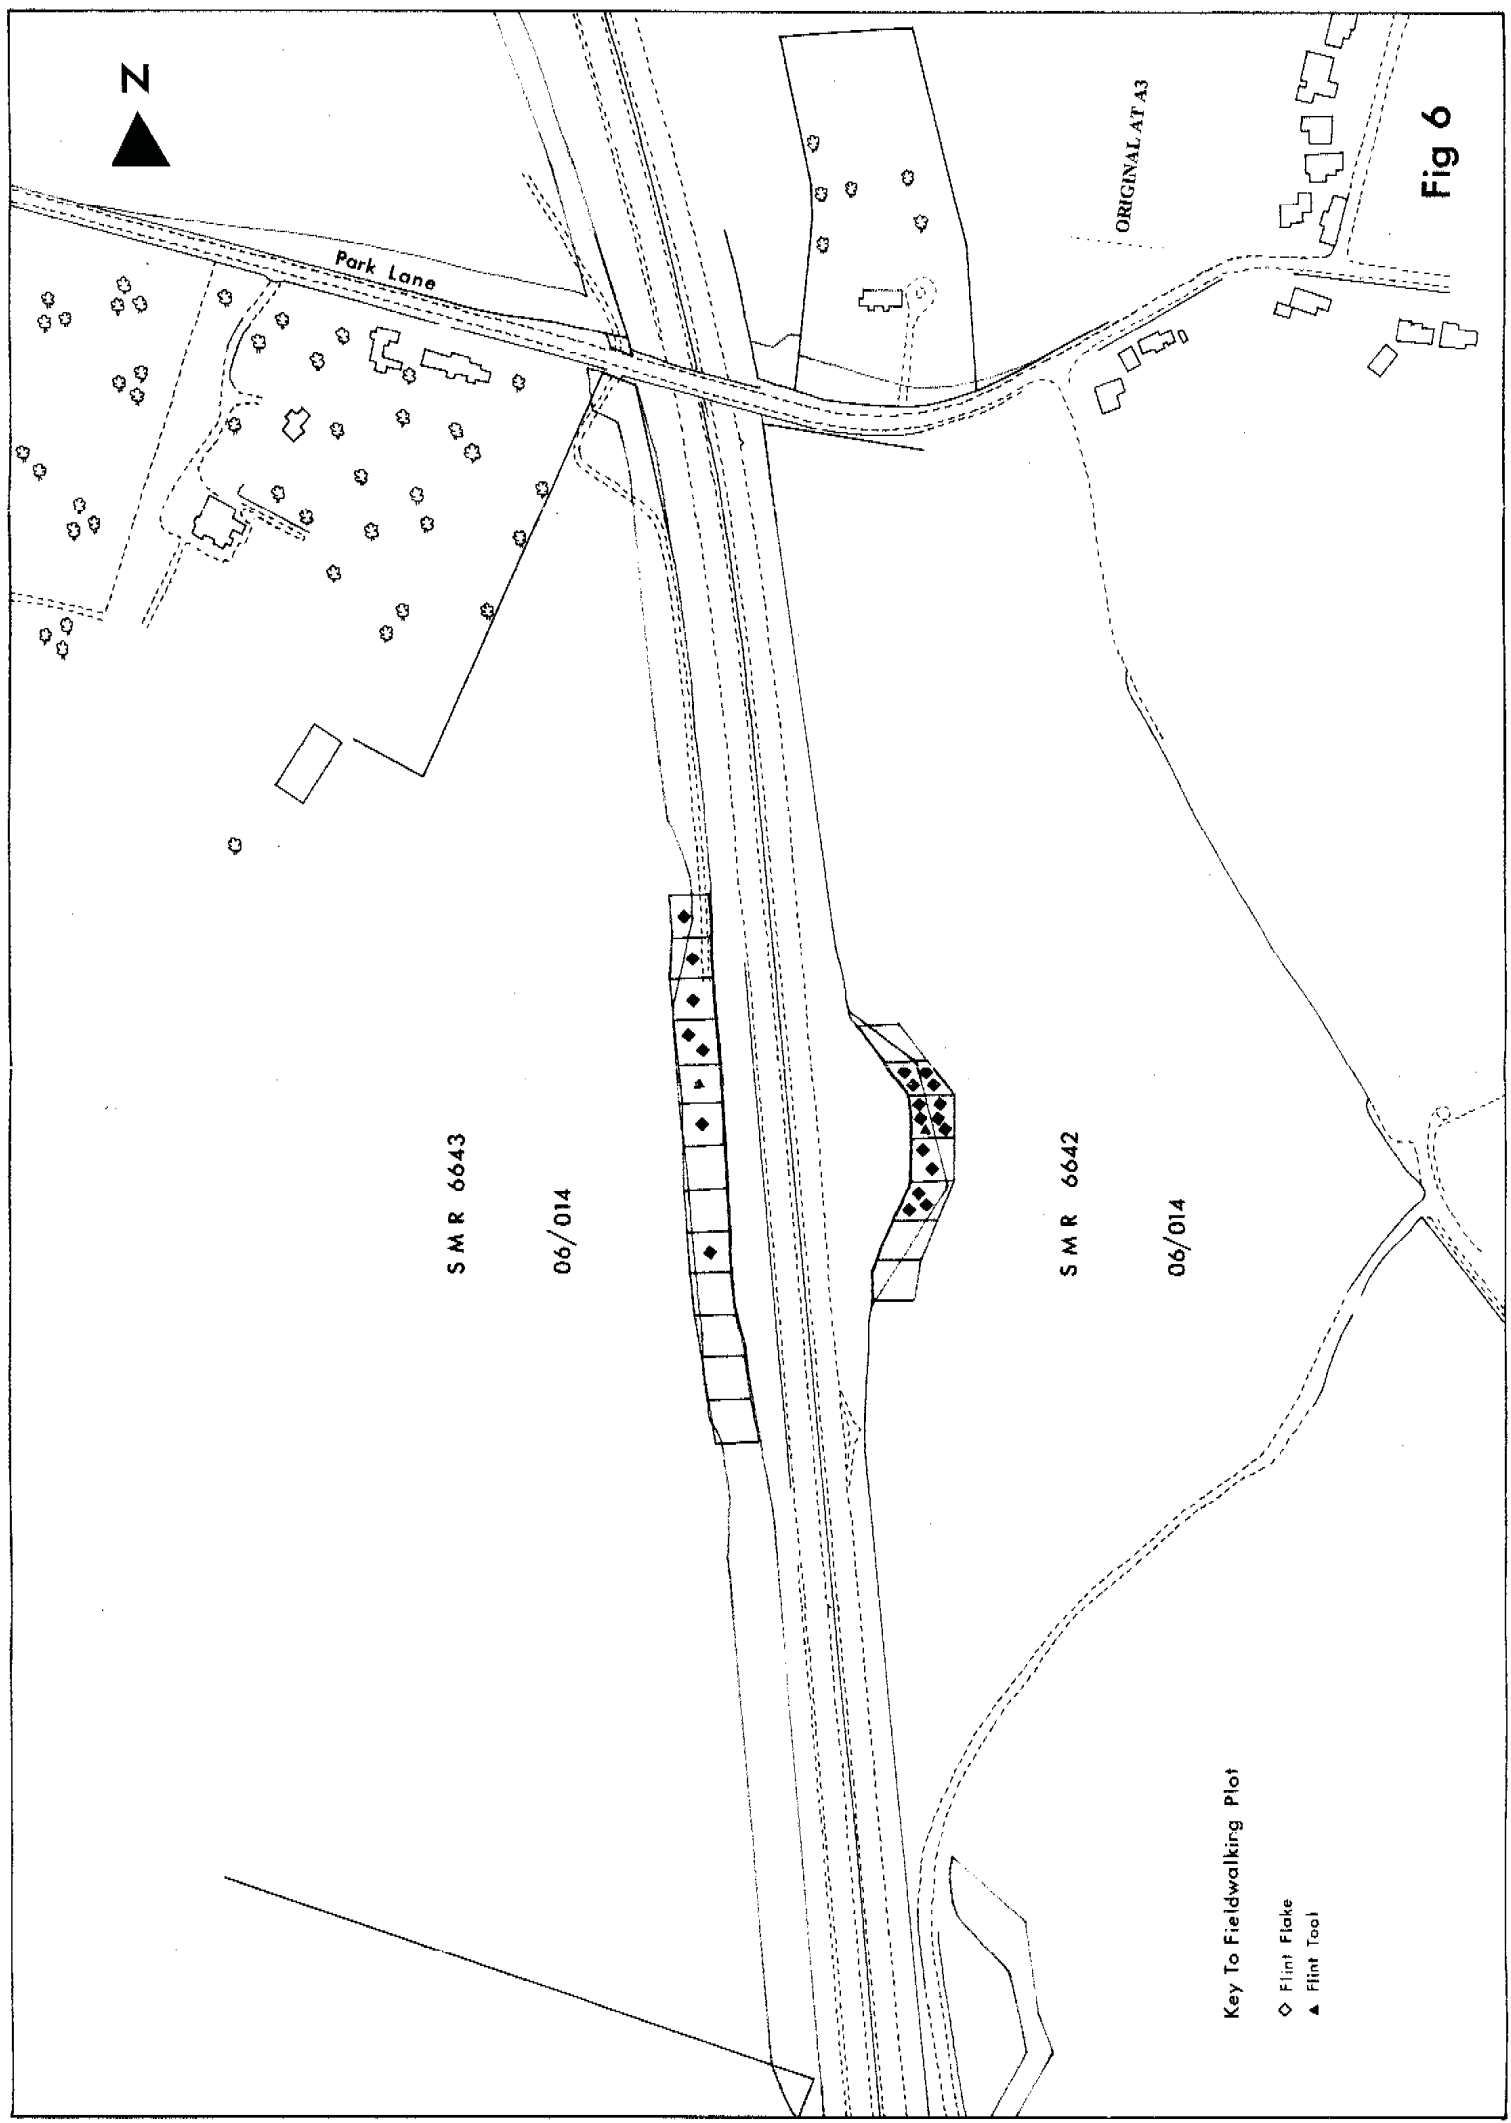 N
Park Lane
ORIGINAL AT A3
Fig 6
SMR 6643
06/014
SMR 6642
06/014
Key To Fieldwalking Plot
Flint Flake
Flint Tool